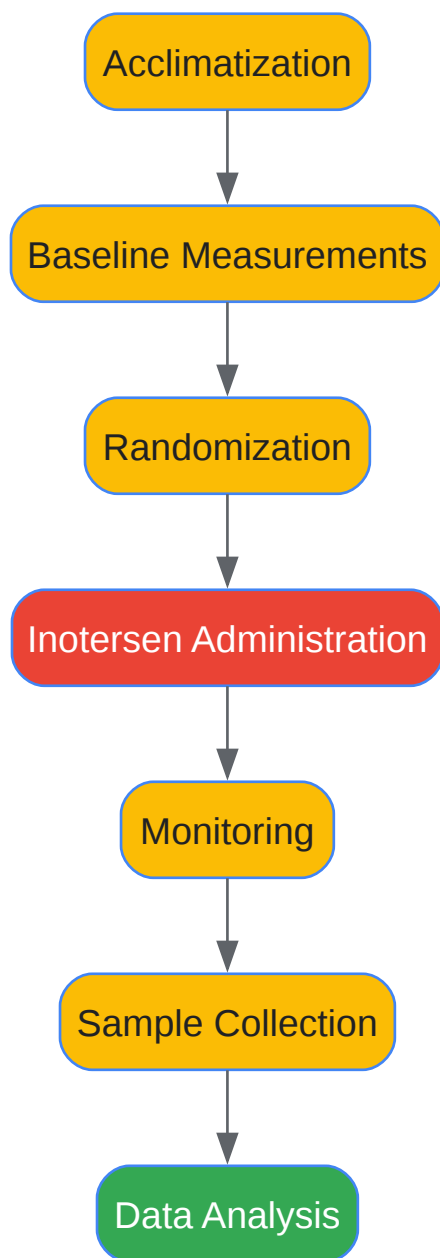 Acclimatization
Baseline Measurements
Randomization
Inotersen Administration
Monitoring
Sample Collection
Data Analysis